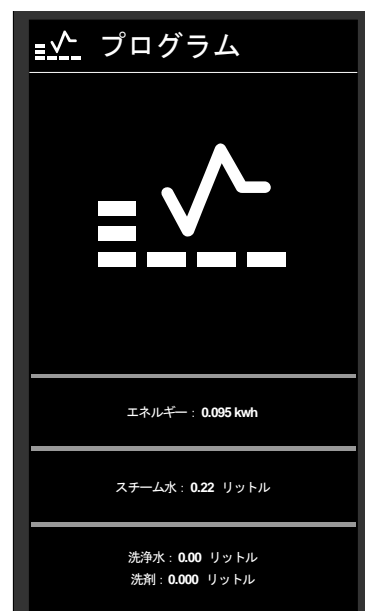 プログラム
エネルギー : 0.095 kwh
スチーム水 : 0.22 リットル
洗浄水 : 0.00 リットル
洗剤 : 0.000 リットル